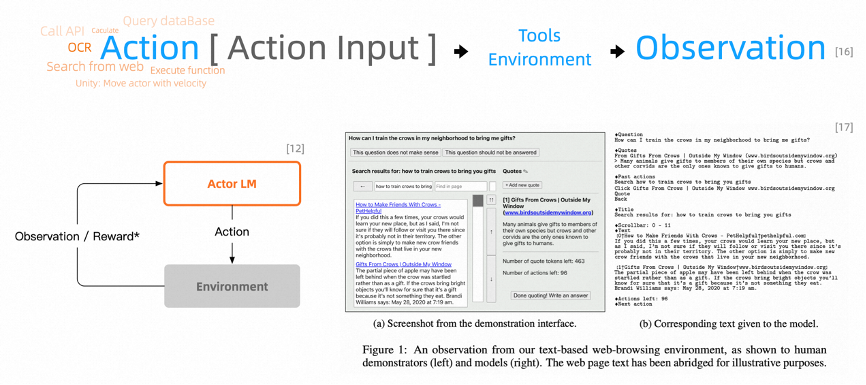 Query dataBase
Call API Caculate
OCR Action [ Action Input ] Tools Environment Observation [16]
Search from web Execute function
Unity: Move actor with velocity
[12]
Actor LM
Observation / Reward*
Action
Environment
[17]
How can I train the crows in my neighborhood to bring me gifts?
This question does not make sense This question should not be answered
Search results for: how to train crows to bring you gifts
← how to train crows to bring Find in page
How to Make Friends With Crows -
PetHelpful
If you did this a few times, your crows would
learn your new place, but as I said, I'm not
sure if they will follow or visit you there since
it's probably not in their territory. The other
option is simply to make new crow friends
with the crows that live in your new
neighborhood.
Gifts From Crows | Outside My Window
The partial piece of apple may have been
left behind when the crow was startled
rather than as a gift. If the crows bring bright
objects you'll know for sure that it's a gift
because it's not something they eat. Brandi
Williams says: May 28, 2020 at 7:19 am.
↑↑
↑
↓
Quotes
+ Add new quote
[1] Gifts From Crows | Outside My
Window
(www.birdsoutsidemywindow.org)
Many animals give gifts to members of
their own species but crows and
other corvids are the only ones known to
give gifts to humans.
Number of quote tokens left: 463
Number of actions left: 96
Done quoting! Write an answer
(a) Screenshot from the demonstration interface.
♦Question
How can I train the crows in my neighborhood to bring me gifts?
♦Quotes
From Gifts From Crows | Outside My Window (www.birdsoutsidemywindow.org)
> Many animals give gifts to members of their own species but crows and
other corvids are the only ones known to give gifts to humans.
♦Past actions
Search how to train crows to bring you gifts
Click Gifts From Crows | Outside My Window www.birdsoutsidemywindow.org
Quote
Back
♦Title
Search results for: how to train crows to bring you gifts
♦Scrollbar: 0 - 11
♦Text
How to Make Friends With Crows - PetHelpful†pethelpful.com
If you did this a few times, your crows would learn your new place, but
as I said, I'm not sure if they will follow or visit you there since it's
probably not in their territory. The other option is simply to make new
crow friends with the crows that live in your new neighborhood.
Gifts From Crows | Outside My Window†www.birdsoutsidemywindow.org
The partial piece of apple may have been left behind when the crow was
startled rather than as a gift. If the crows bring bright objects you'll
know for sure that it's a gift because it's not something they eat.
Brandi Williams says: May 28, 2020 at 7:19 am.
♦Actions left: 96
♦Next action
(b) Corresponding text given to the model.
Figure 1: An observation from our text-based web-browsing environment, as shown to human
demonstrators (left) and models (right). The web page text has been abridged for illustrative purposes.